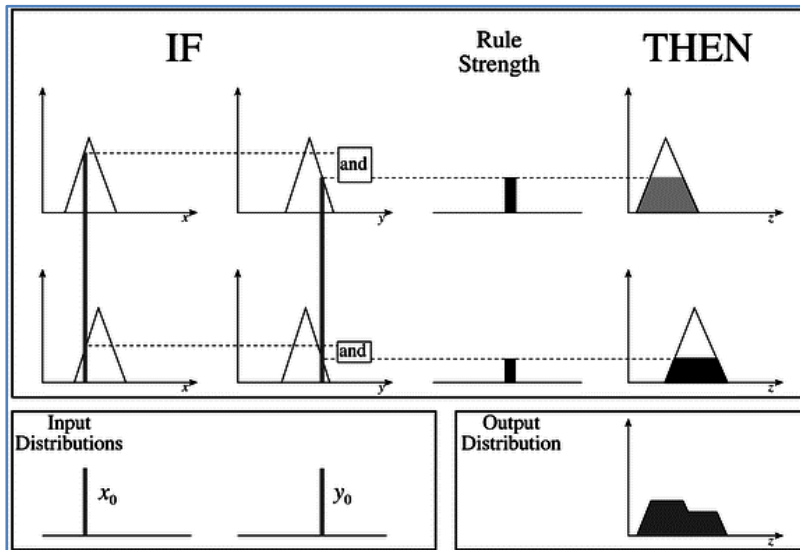 IF
Rule
Strength
THEN
and
x
y
z
and
x
y
z
Input
Distributions
x₀
y₀
Output
Distribution
z